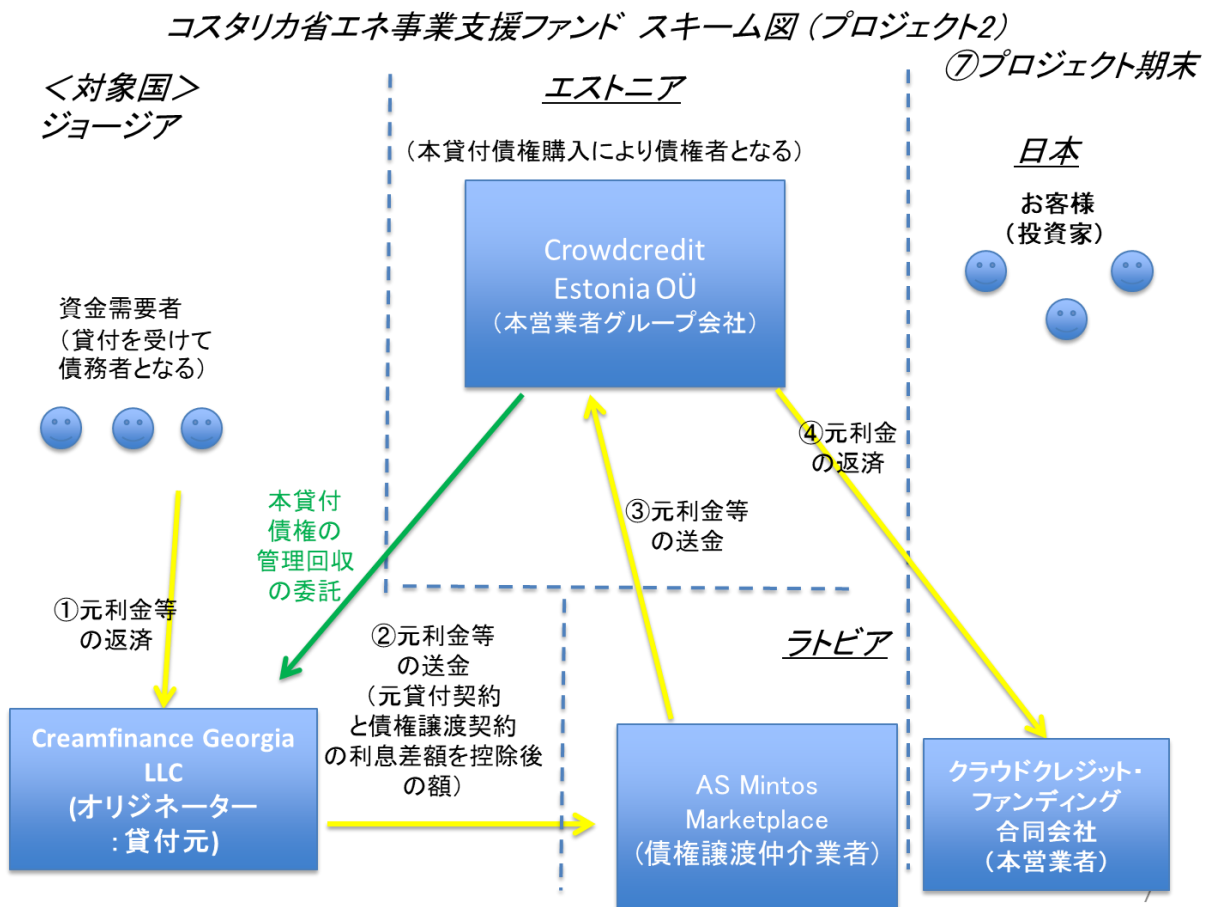 コスタリカ省エネ事業支援ファンド スキーム図（プロジェクト2）
⑦プロジェクト期末
＜対象国＞
ジョージア
エストニア
（本貸付債権購入により債権者となる）
日本
お客様
（投資家）
Crowdcredit
Estonia OÜ
（本営業者グループ会社）
資金需要者
（貸付を受けて
債務者となる）
④元利金
の返済
本貸付
債権の
管理回収
の委託
③元利金等
の送金
①元利金等
の返済
②元利金等
の送金
（元貸付契約
と債権譲渡契約
の利息差額を控除後
の額）
ラトビア
Creamfinance Georgia
LLC
(オリジネーター
：貸付元)
AS Mintos
Marketplace
（債権譲渡仲介業者）
クラウドクレジット・
ファンディング
合同会社
（本営業者）